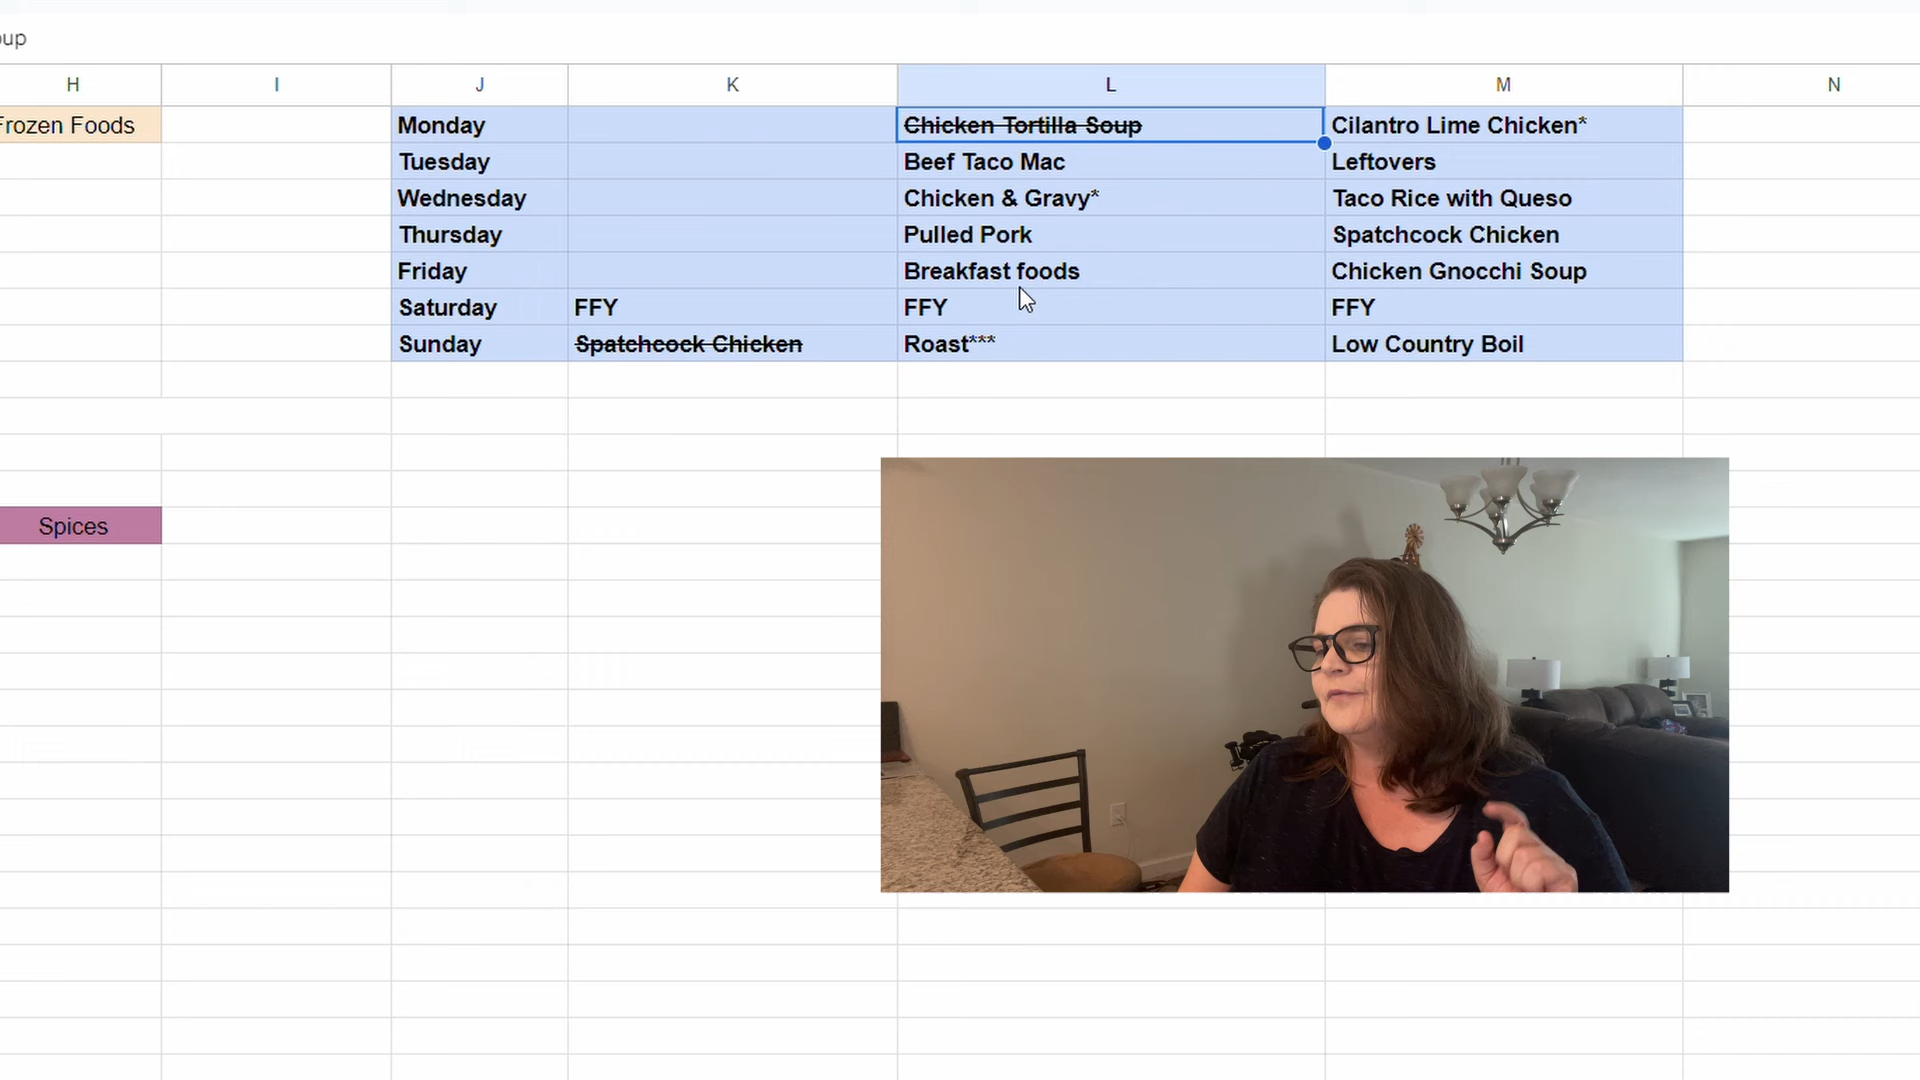 oup
H I J K L M N
Frozen Foods Monday Chicken Tortilla Soup Cilantro Lime Chicken*
Tuesday Beef Taco Mac Leftovers
Wednesday Chicken & Gravy* Taco Rice with Queso
Thursday Pulled Pork Spatchcock Chicken
Friday Breakfast foods Chicken Gnocchi Soup
Saturday FFY FFY FFY
Sunday Spatchcock Chicken Roast*** Low Country Boil
Spices